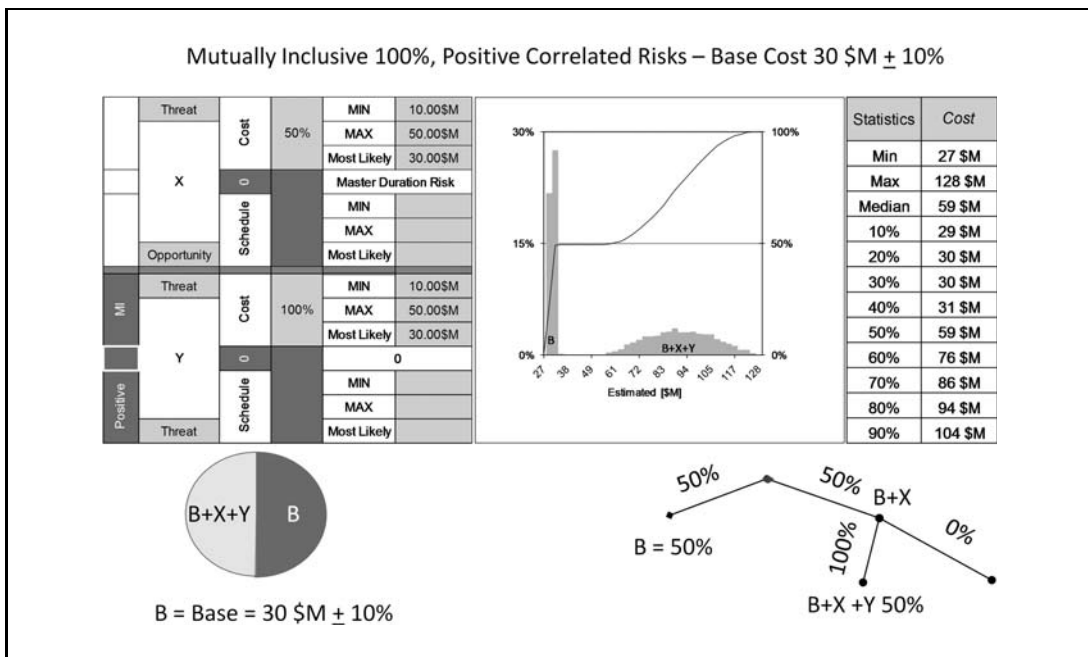 Mutually Inclusive 100%, Positive Correlated Risks – Base Cost 30 $M ± 10%
Threat
X
Opportunity
Cost
0
Schedule
50%
MIN 10.00$M
MAX 50.00$M
Most Likely 30.00$M
Master Duration Risk
MIN
MAX
Most Likely
MI
Positive
Threat
Y
Threat
Cost
0
Schedule
100%
MIN 10.00$M
MAX 50.00$M
Most Likely 30.00$M
0
MIN
MAX
Most Likely
30% 100%
15% 50%
0% 0%
B
B+X+Y
27 38 49 61 72 83 94 105 117 128
Estimated [$M]
Statistics Cost
Min 27 $M
Max 128 $M
Median 59 $M
10% 29 $M
20% 30 $M
30% 30 $M
40% 31 $M
50% 59 $M
60% 76 $M
70% 86 $M
80% 94 $M
90% 104 $M
B+X+Y B
B = Base = 30 $M ± 10%
50% 50%
B+X
B = 50%
100%
0%
B+X +Y 50%